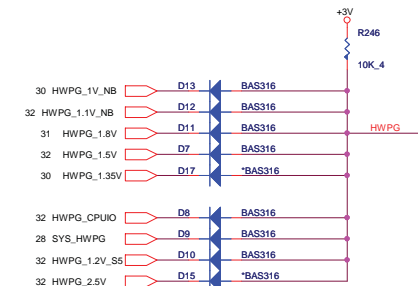 +3V
R246
10K_4
30 HWPG_1V_NB D13 BAS316
32 HWPG_1.1V_NB D12 BAS316
31 HWPG_1.8V D11 BAS316 HWPG
32 HWPG_1.5V D7 BAS316
30 HWPG_1.35V D17 *BAS316
32 HWPG_CPUIO D8 BAS316
28 SYS_HWPG D9 BAS316
32 HWPG_1.2V_S5 D10 BAS316
32 HWPG_2.5V D15 *BAS316